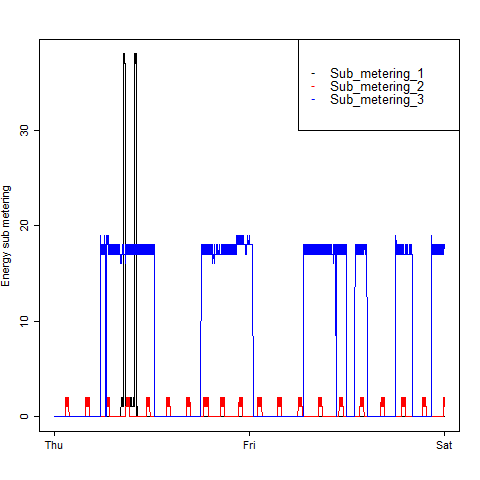 Sub_metering_1
Sub_metering_2
Sub_metering_3
Energy sub metering
30
20
10
0
Thu
Fri
Sat